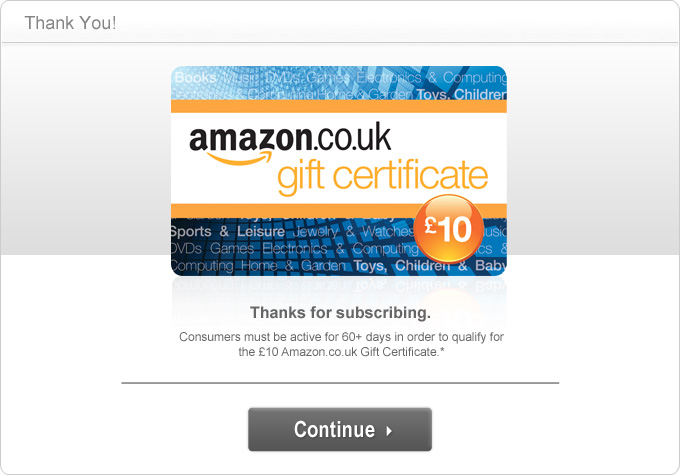 Thank You!
Books Music DVDs Games Electronics & Computing
Electronics & Computing Home & Garden Toys, Children
amazon.co.uk
gift certificate
£10
Sports & Leisure Jewelry & Watches Music
DVDs Games Electronics & Computing &
Computing Home & Garden Toys, Children & Baby
Thanks for subscribing.
Consumers must be active for 60+ days in order to qualify for
the £10 Amazon.co.uk Gift Certificate.*
Continue